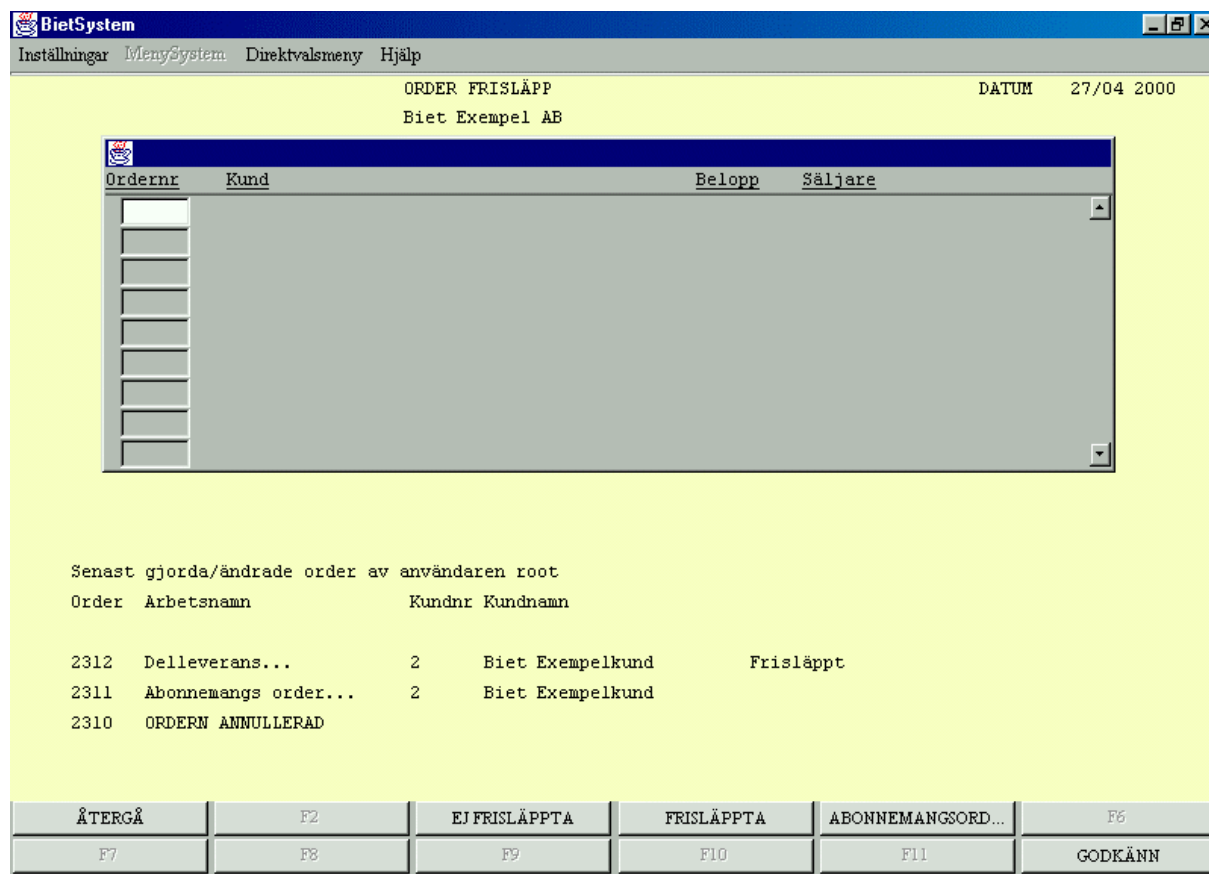 BietSystem
Inställningar MenySystem Direktvalsmeny Hjälp
ORDER FRISLÄPP DATUM 27/04 2000
Biet Exempel AB
Ordernr Kund Belopp Säljare
Senast gjorda/ändrade order av användaren root
Order Arbetsnamn Kundnr Kundnamn
2312 Delleverans... 2 Biet Exempelkund Frisläppt
2311 Abonnemangs order... 2 Biet Exempelkund
2310 ORDERN ANNULLERAD
ÅTERGÅ F2 EJ FRISLÄPPTA FRISLÄPPTA ABONNEMANGSORD... F6
F7 F8 F9 F10 F11 GODKÄNN